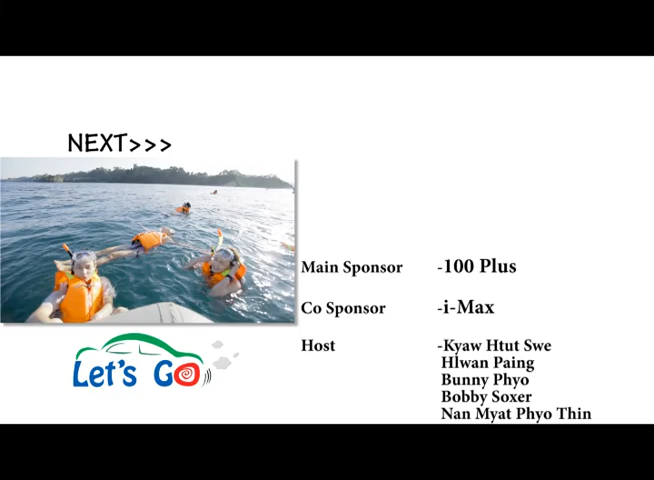 NEXT>>>
Let's Go
Main Sponsor -100 Plus
Co Sponsor -i-Max
Host -Kyaw Htut Swe
Hlwan Paing
Bunny Phyo
Bobby Soxer
Nan Myat Phyo Thin